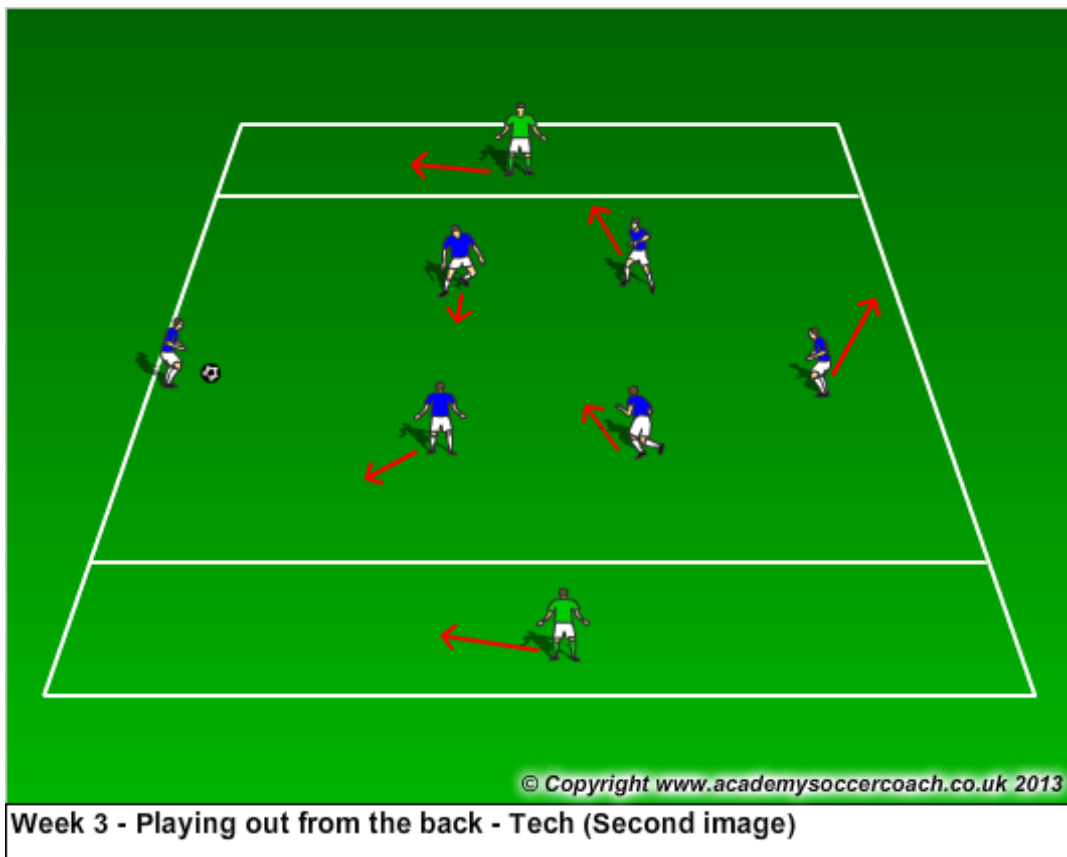 © Copyright www.academysoccercoach.co.uk 2013
Week 3 - Playing out from the back - Tech (Second image)